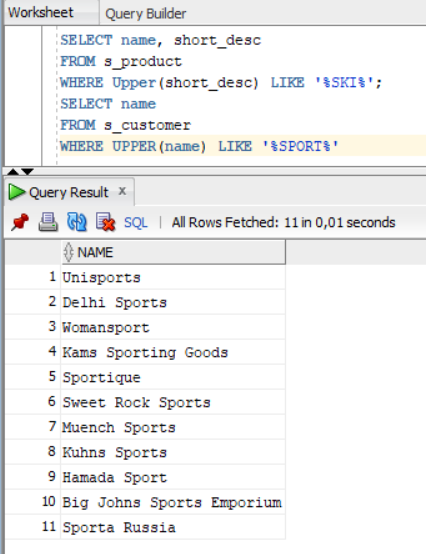 Worksheet Query Builder
SELECT name, short_desc
FROM s_product
WHERE Upper(short_desc) LIKE '%SKI%';
SELECT name
FROM s_customer
WHERE UPPER(name) LIKE '%SPORT%'
Query Result x
SQL | All Rows Fetched: 11 in 0,01 seconds
NAME
1 Unisports
2 Delhi Sports
3 Womansport
4 Kams Sporting Goods
5 Sportique
6 Sweet Rock Sports
7 Muench Sports
8 Kuhns Sports
9 Hamada Sport
10 Big Johns Sports Emporium
11 Sporta Russia